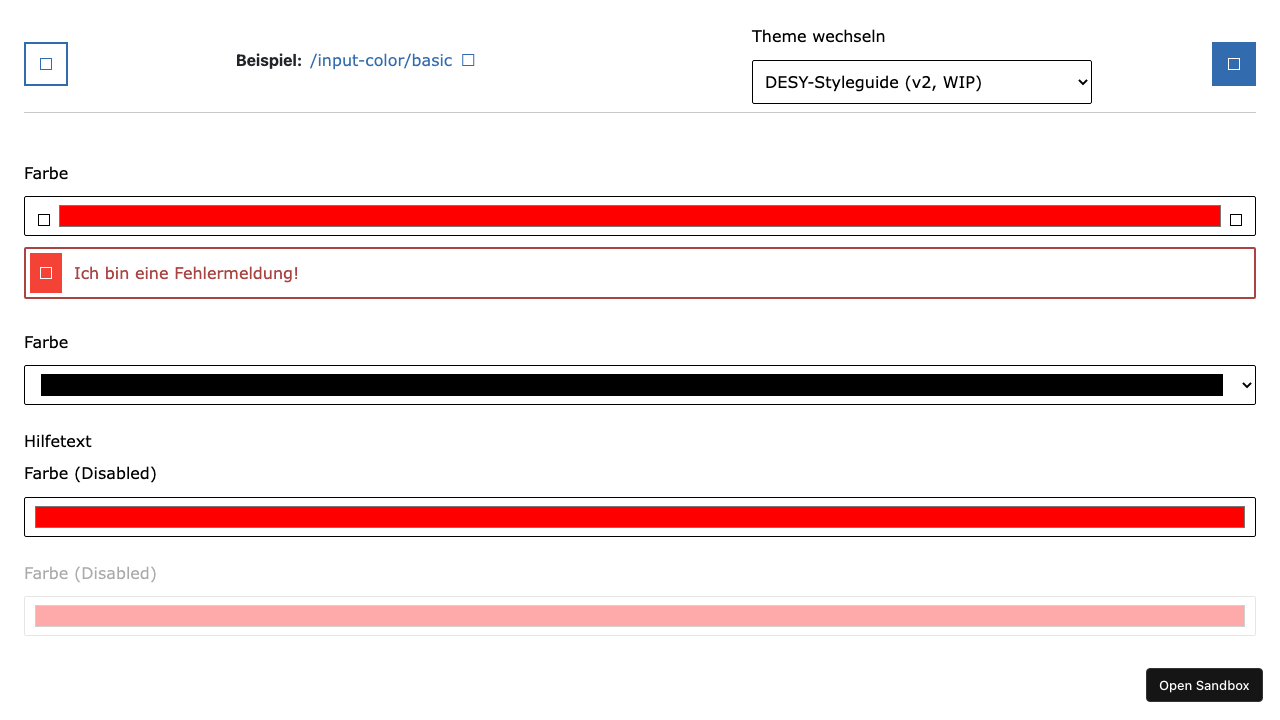 Beispiel: /input-color/basic
Theme wechseln
DESY-Styleguide (v2, WIP)
Farbe
Ich bin eine Fehlermeldung!
Farbe
Hilfetext
Farbe (Disabled)
Farbe (Disabled)
Open Sandbox